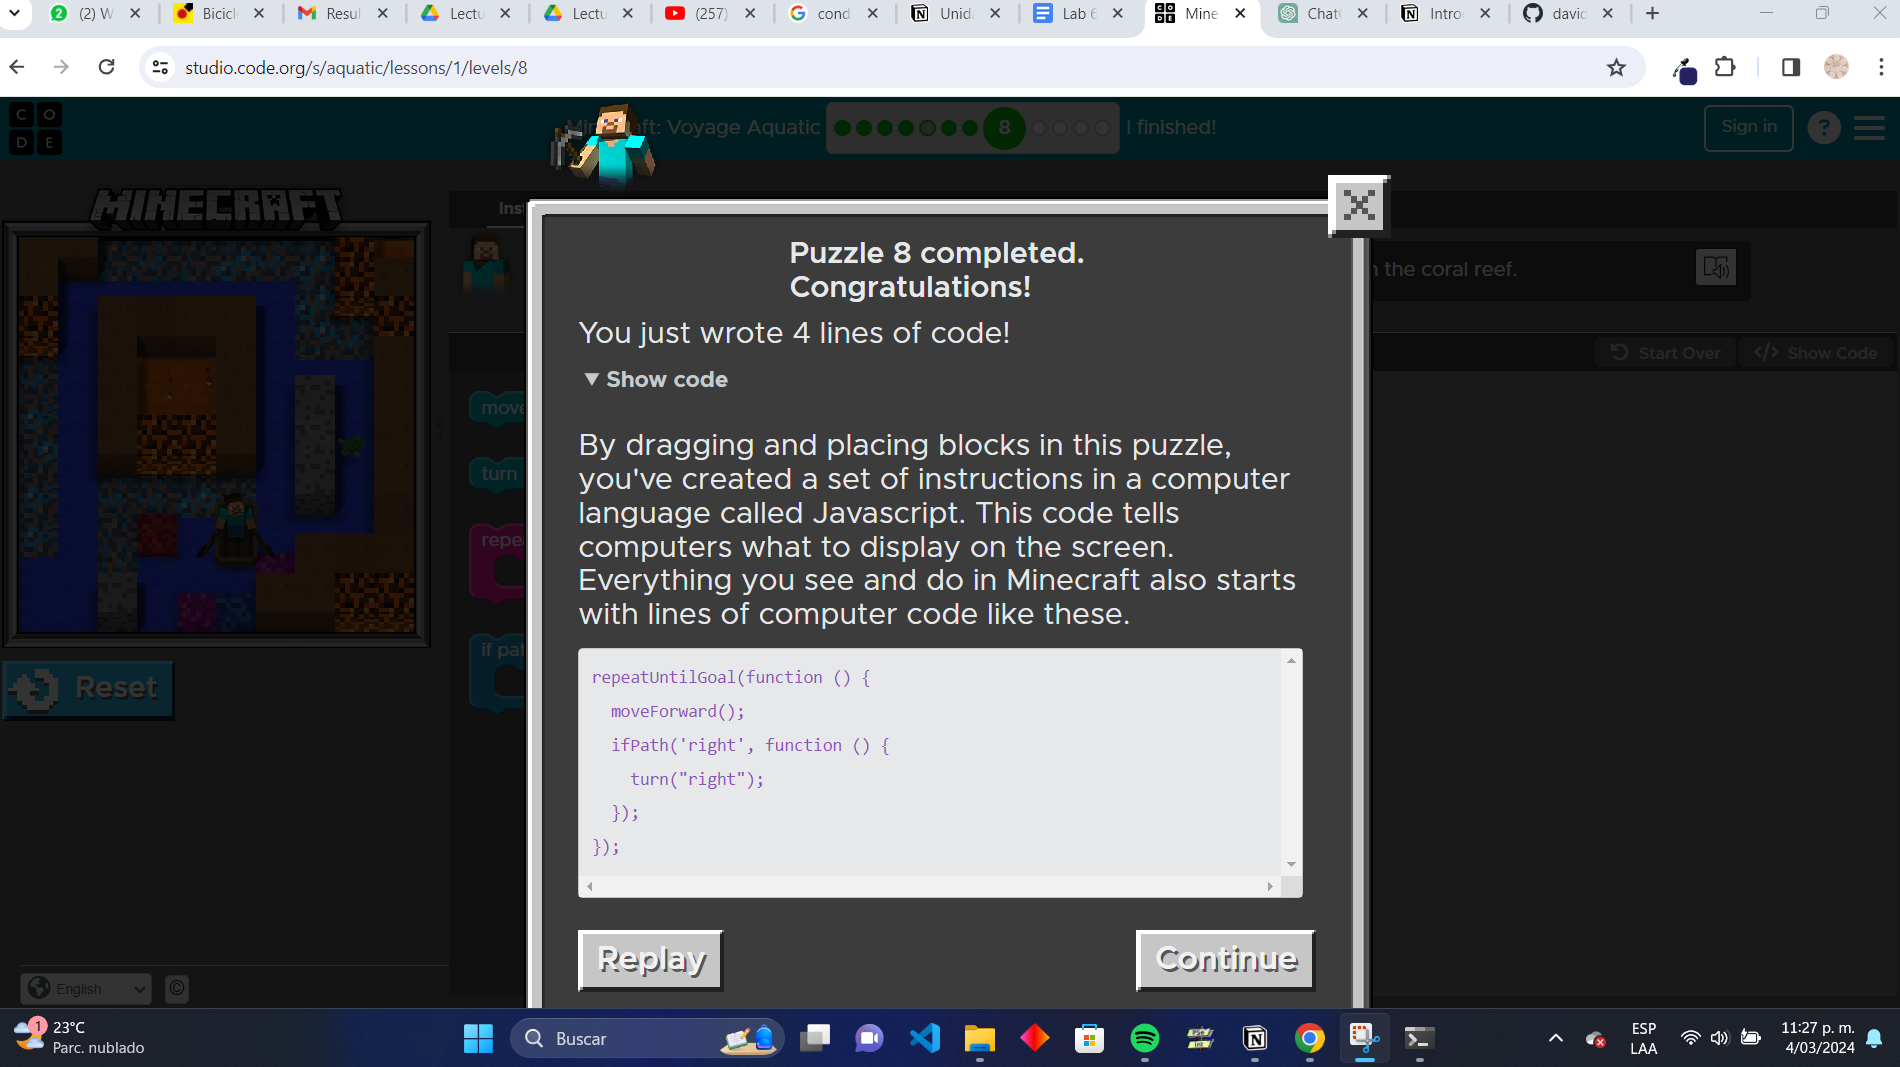 (2) W
Bicicl
Resul
Lectu
Lectu
(257)
cond
Unida
Lab 6
Mine
Chat
Intro
david
studio.code.org/s/aquatic/lessons/1/levels/8
C O
D E
Minecraft: Voyage Aquatic
8
I finished!
Sign in
?
MINECRAFT
Ins
Puzzle 8 completed.
Congratulations!
the coral reef.
You just wrote 4 lines of code!
Start Over
Show Code
Show code
move
By dragging and placing blocks in this puzzle,
you've created a set of instructions in a computer
language called Javascript. This code tells
computers what to display on the screen.
Everything you see and do in Minecraft also starts
with lines of computer code like these.
turn
repe
if pat
Reset
repeatUntilGoal(function () {
moveForward();
ifPath('right', function () {
turn("right");
});
});
Replay
Continue
English
©
1
23°C
Parc. nublado
Buscar
ESP
LAA
11:27 p. m.
4/03/2024